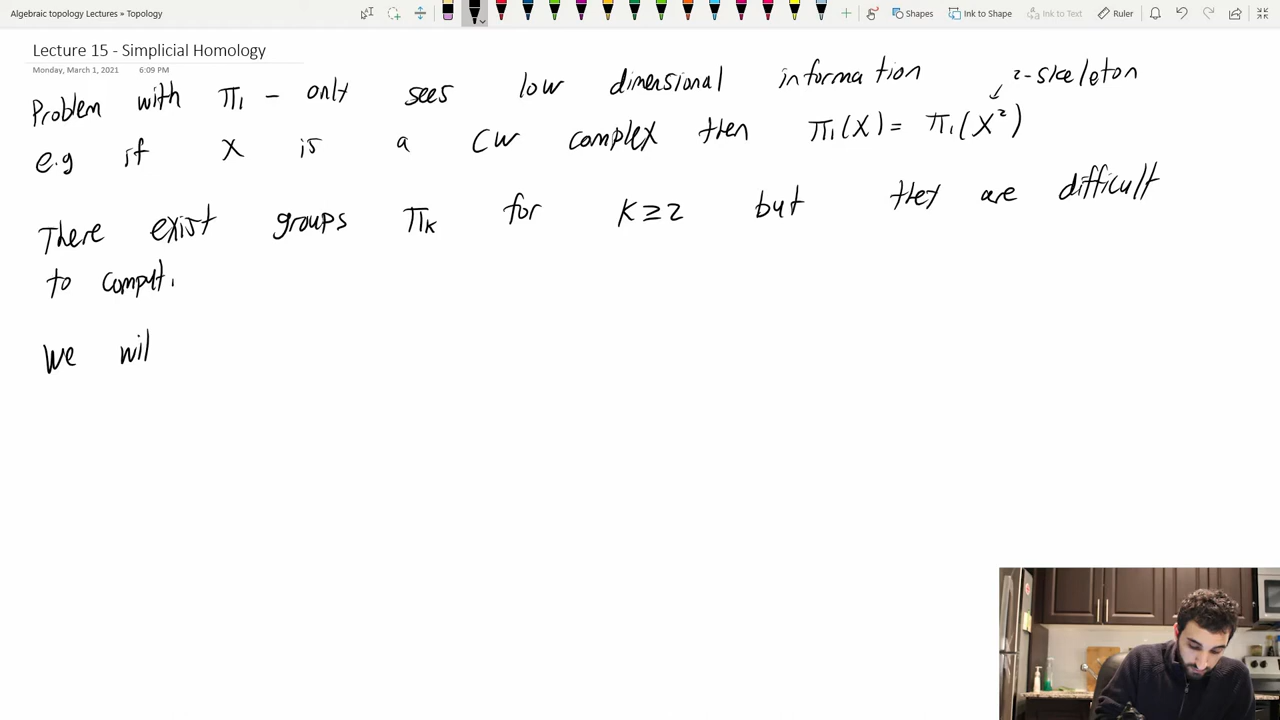 Algebraic topology Lectures » Topology
Shapes Ink to Shape Ink to Text Ruler
Lecture 15 - Simplicial Homology
Monday, March 1, 2021 6:09 PM
Problem with π₁ - only sees low dimensional information
2-skeleton
e.g if X is a CW complex then π₁(X) = π₁(X²)
There exist groups πₖ for K≥2 but they are difficult
to comput.
We wil